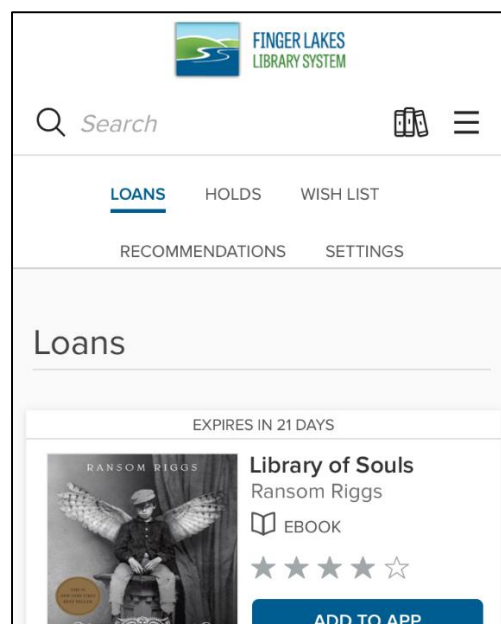 FINGER LAKES
LIBRARY SYSTEM
Search
LOANS HOLDS WISH LIST
RECOMMENDATIONS SETTINGS
Loans
EXPIRES IN 21 DAYS
RANSOM RIGGS
Library of Souls
Ransom Riggs
EBOOK
ADD TO APP